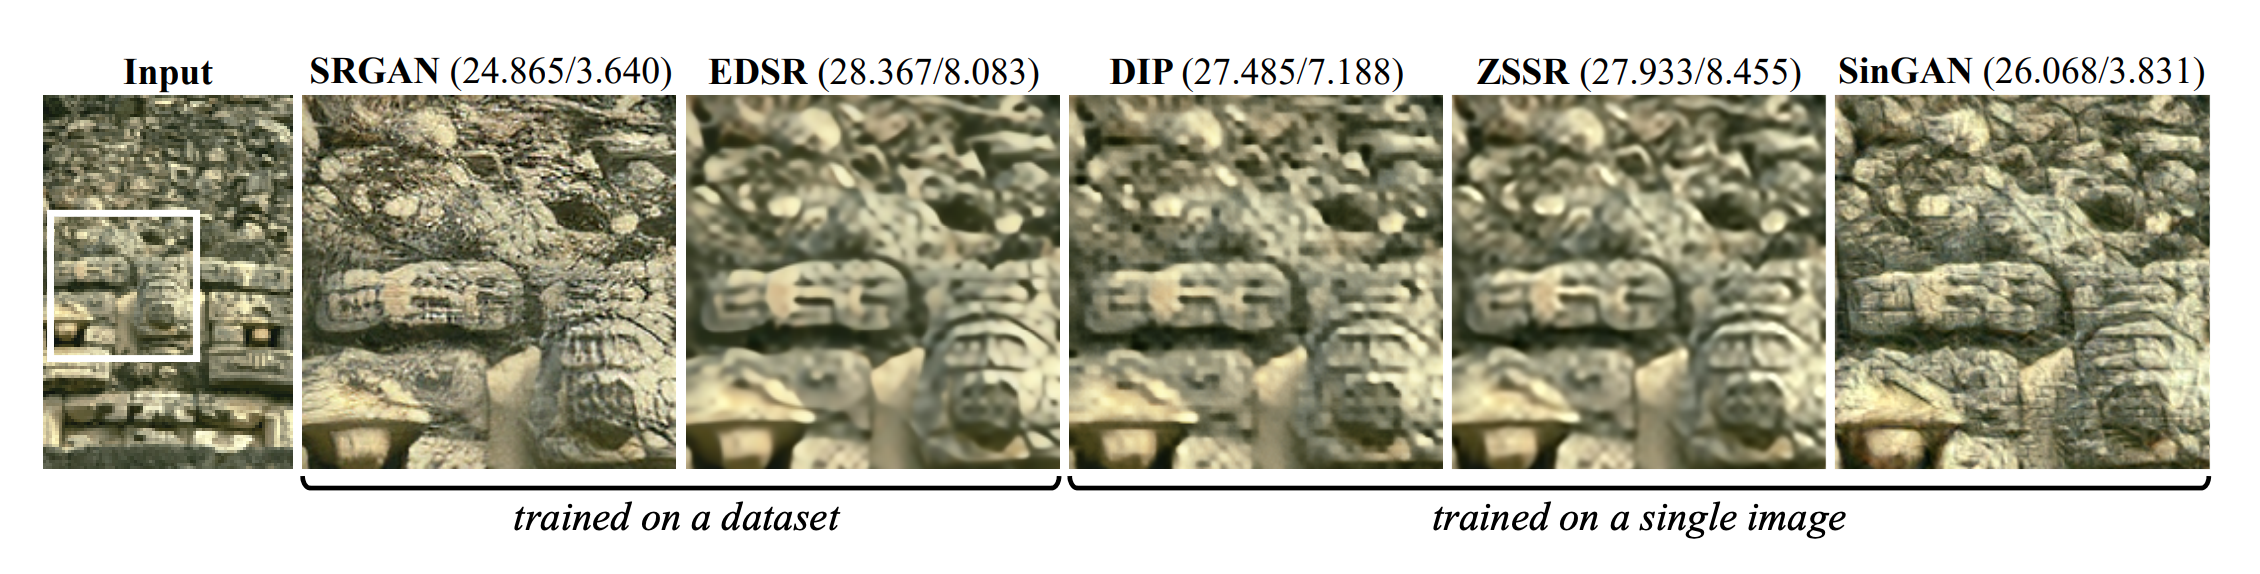 Input SRGAN (24.865/3.640) EDSR (28.367/8.083) DIP (27.485/7.188) ZSSR (27.933/8.455) SinGAN (26.068/3.831)
trained on a dataset trained on a single image